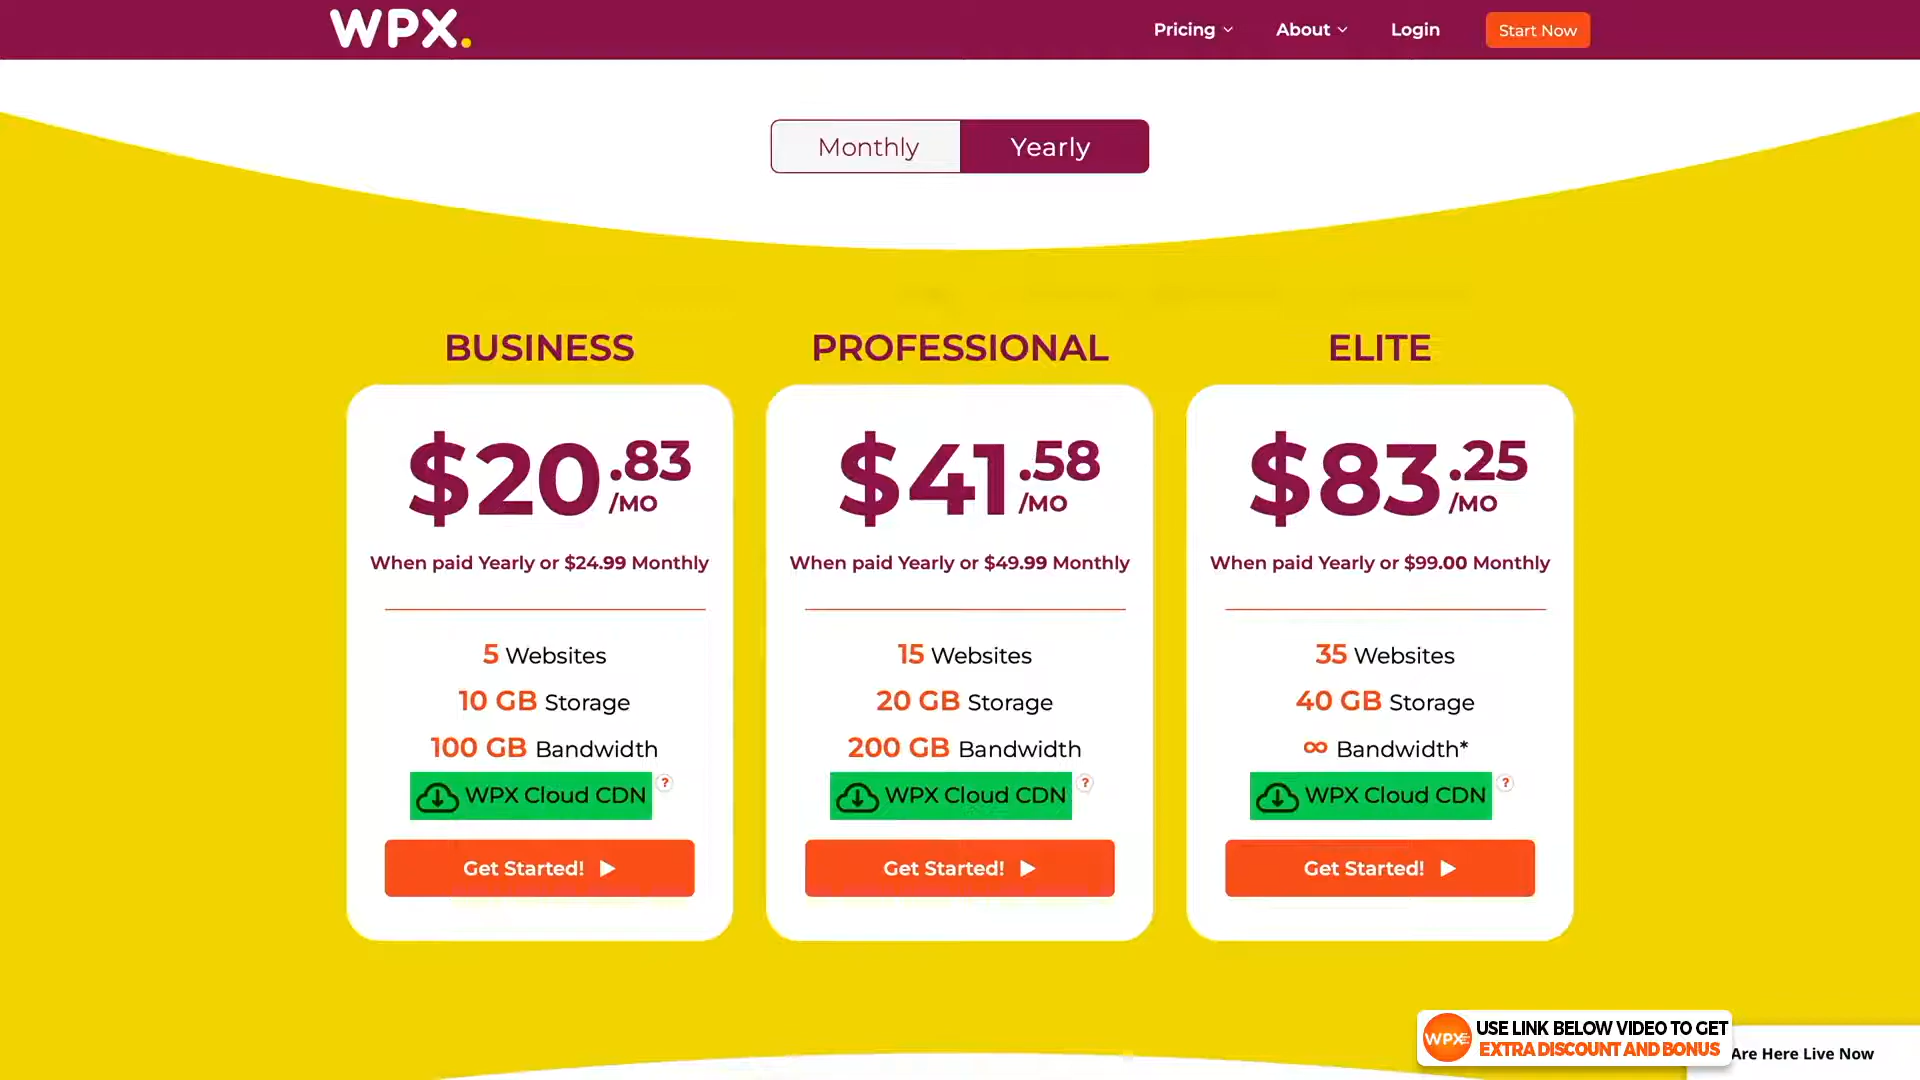 WPX.
Pricing
About
Login
Start Now
Monthly
Yearly
BUSINESS
$20.83/MO
When paid Yearly or $24.99 Monthly
5 Websites
10 GB Storage
100 GB Bandwidth
WPX Cloud CDN ?
Get Started!
PROFESSIONAL
$41.58/MO
When paid Yearly or $49.99 Monthly
15 Websites
20 GB Storage
200 GB Bandwidth
WPX Cloud CDN ?
Get Started!
ELITE
$83.25/MO
When paid Yearly or $99.00 Monthly
35 Websites
40 GB Storage
∞ Bandwidth*
WPX Cloud CDN ?
Get Started!
WPX
USE LINK BELOW VIDEO TO GET
EXTRA DISCOUNT AND BONUS
Are Here Live Now